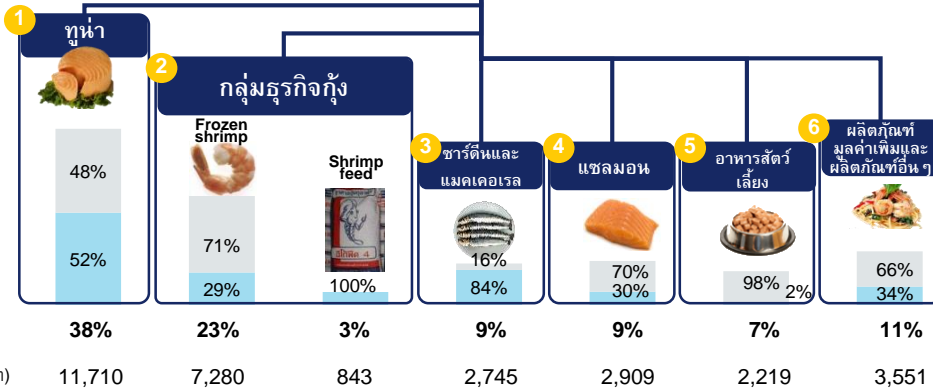 1
ทูน่า
2
กลุ่มธุรกิจกุ้ง
Frozen
shrimp
Shrimp
feed
3
ซาร์ดีนและ
แมคเคอเรล
4
แซลมอน
5
อาหารสัตว์
เลี้ยง
6
ผลิตภัณฑ์
มูลค่าเพิ่มและ
ผลิตภัณฑ์อื่น ๆ
48%
52%
71%
29%
100%
16%
84%
70%
30%
98%
2%
66%
34%
38% 23% 3% 9% 9% 7% 11%
11,710 7,280 843 2,745 2,909 2,219 3,551